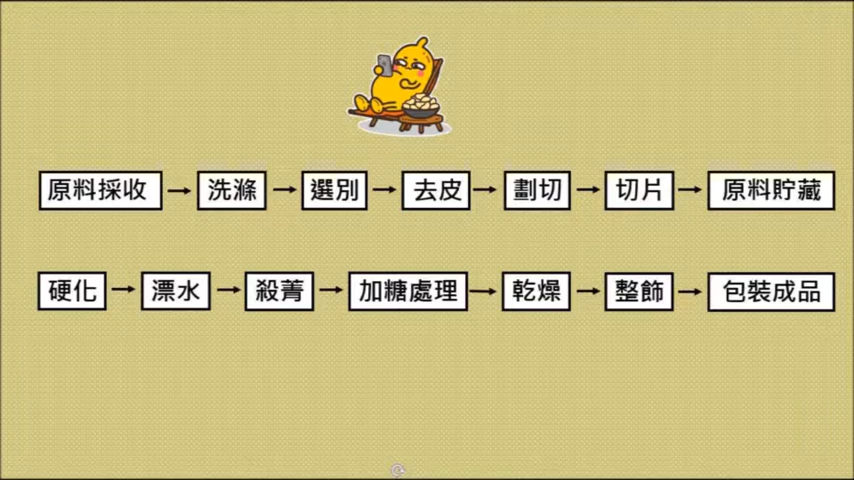 原料採收 → 洗滌 → 選別 → 去皮 → 劃切 → 切片 → 原料貯藏
硬化 → 漂水 → 殺菁 → 加糖處理 → 乾燥 → 整飾 → 包裝成品